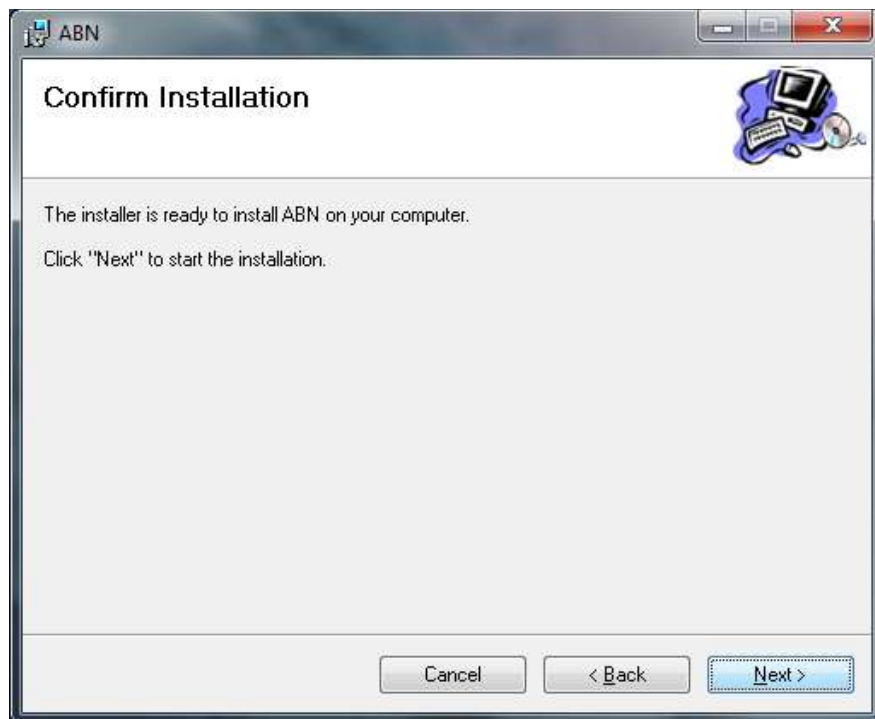 ABN
Confirm Installation
The installer is ready to install ABN on your computer.
Click "Next" to start the installation.
Cancel
< Back
Next >